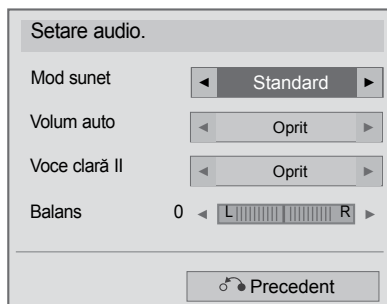 Setare audio.
Mod sunet ◄ Standard ►
Volum auto ◄ Oprit ►
Voce clară II ◄ Oprit ►
Balans 0 ◄ L R ►
Precedent